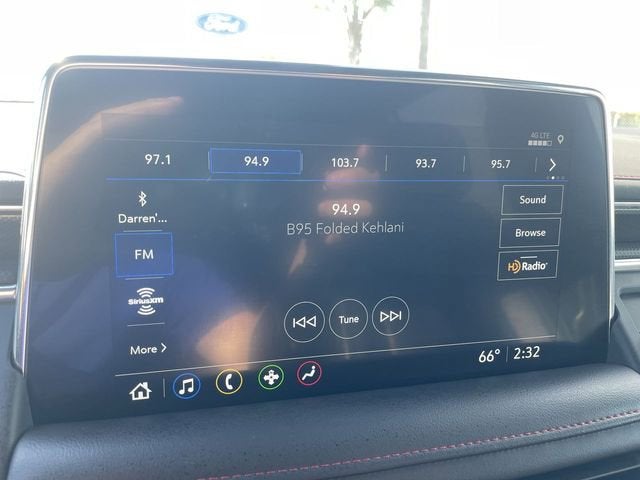 Ford
4G LTE
97.1 94.9 103.7 93.7 95.7
Darren'...
94.9
B95 Folded Kehlani
Sound
Browse
FM
HD Radio
SiriusXM
Tune
More
66° 2:32